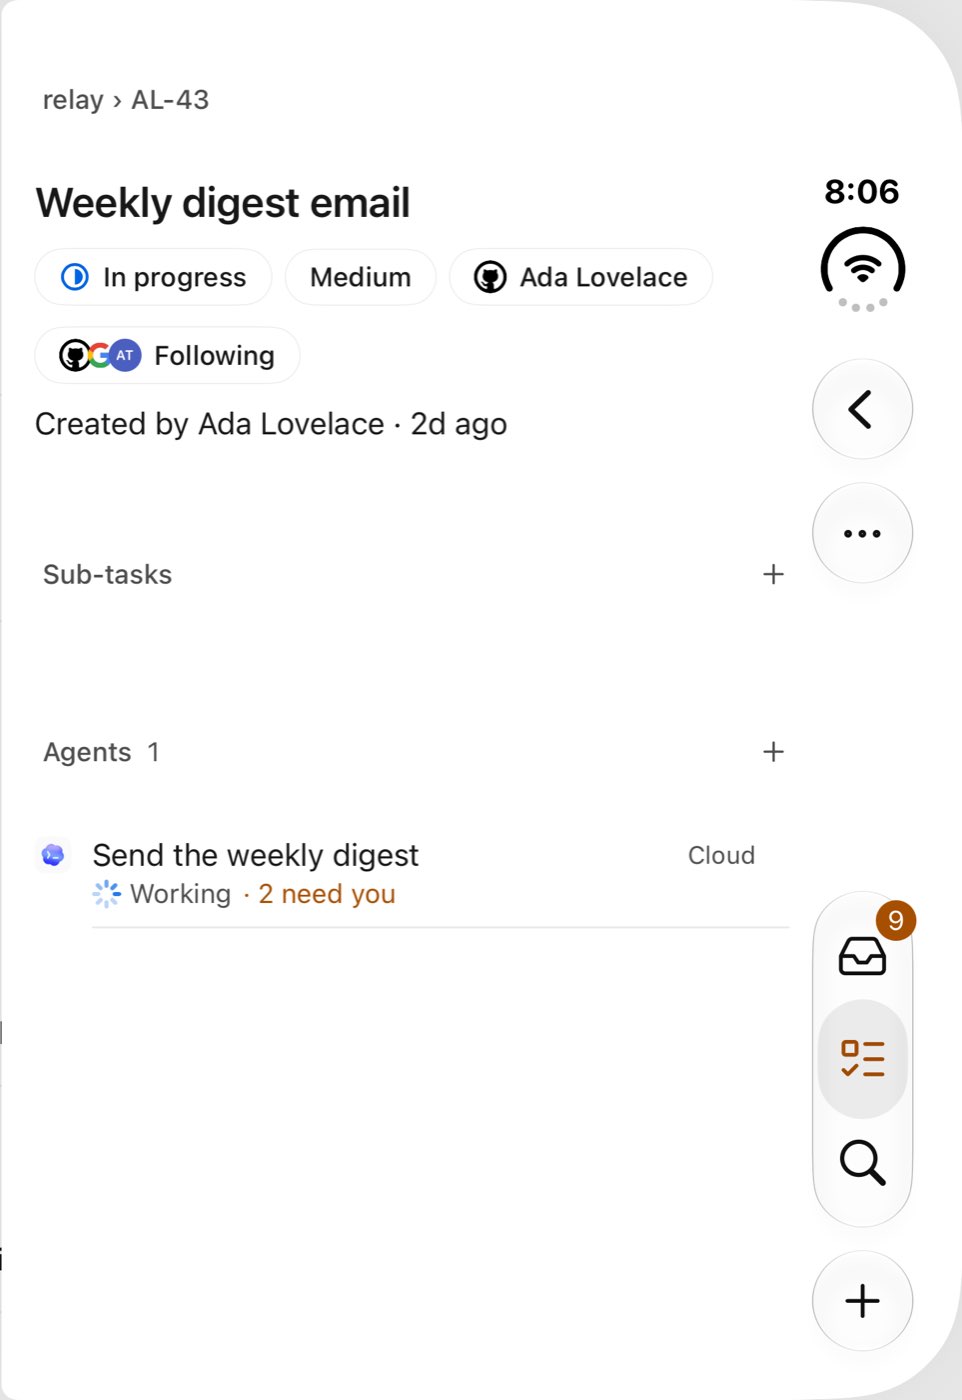 relay › AL-43
Weekly digest email
8:06
In progress
Medium
Ada Lovelace
AT
Following
Created by Ada Lovelace · 2d ago
Sub-tasks
Agents 1
Send the weekly digest
Cloud
Working · 2 need you
9